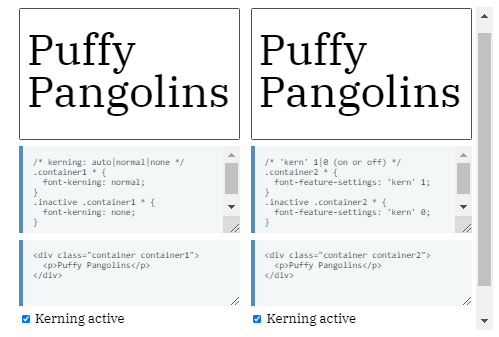 Puffy
Pangolins
/* kerning: auto|normal|none */
.container1 * {
  font-kerning: normal;
}
.inactive .container1 * {
  font-kerning: none;
}
<div class="container container1">
  <p>Puffy Pangolins</p>
</div>
Kerning active
Puffy
Pangolins
/* 'kern' 1|0 (on or off) */
.container2 * {
  font-feature-settings: 'kern' 1;
}
.inactive .container2 * {
  font-feature-settings: 'kern' 0;
}
<div class="container container2">
  <p>Puffy Pangolins</p>
</div>
Kerning active